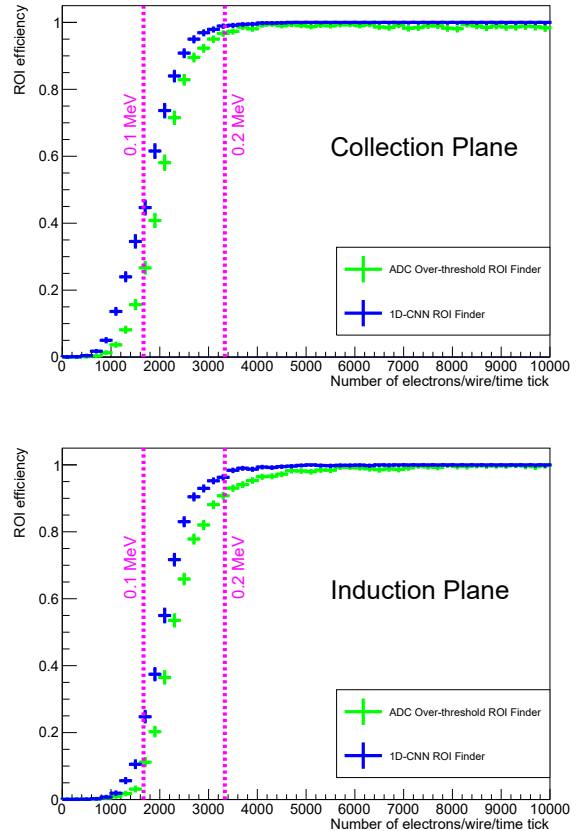 ROI efficiency
1
0.8
0.6
0.4
0.2
0
0.1 MeV
0.2 MeV
Collection Plane
ADC Over-threshold ROI Finder
1D-CNN ROI Finder
0 1000 2000 3000 4000 5000 6000 7000 8000 9000 10000
Number of electrons/wire/time tick
ROI efficiency
1
0.8
0.6
0.4
0.2
0
0.1 MeV
0.2 MeV
Induction Plane
ADC Over-threshold ROI Finder
1D-CNN ROI Finder
0 1000 2000 3000 4000 5000 6000 7000 8000 9000 10000
Number of electrons/wire/time tick